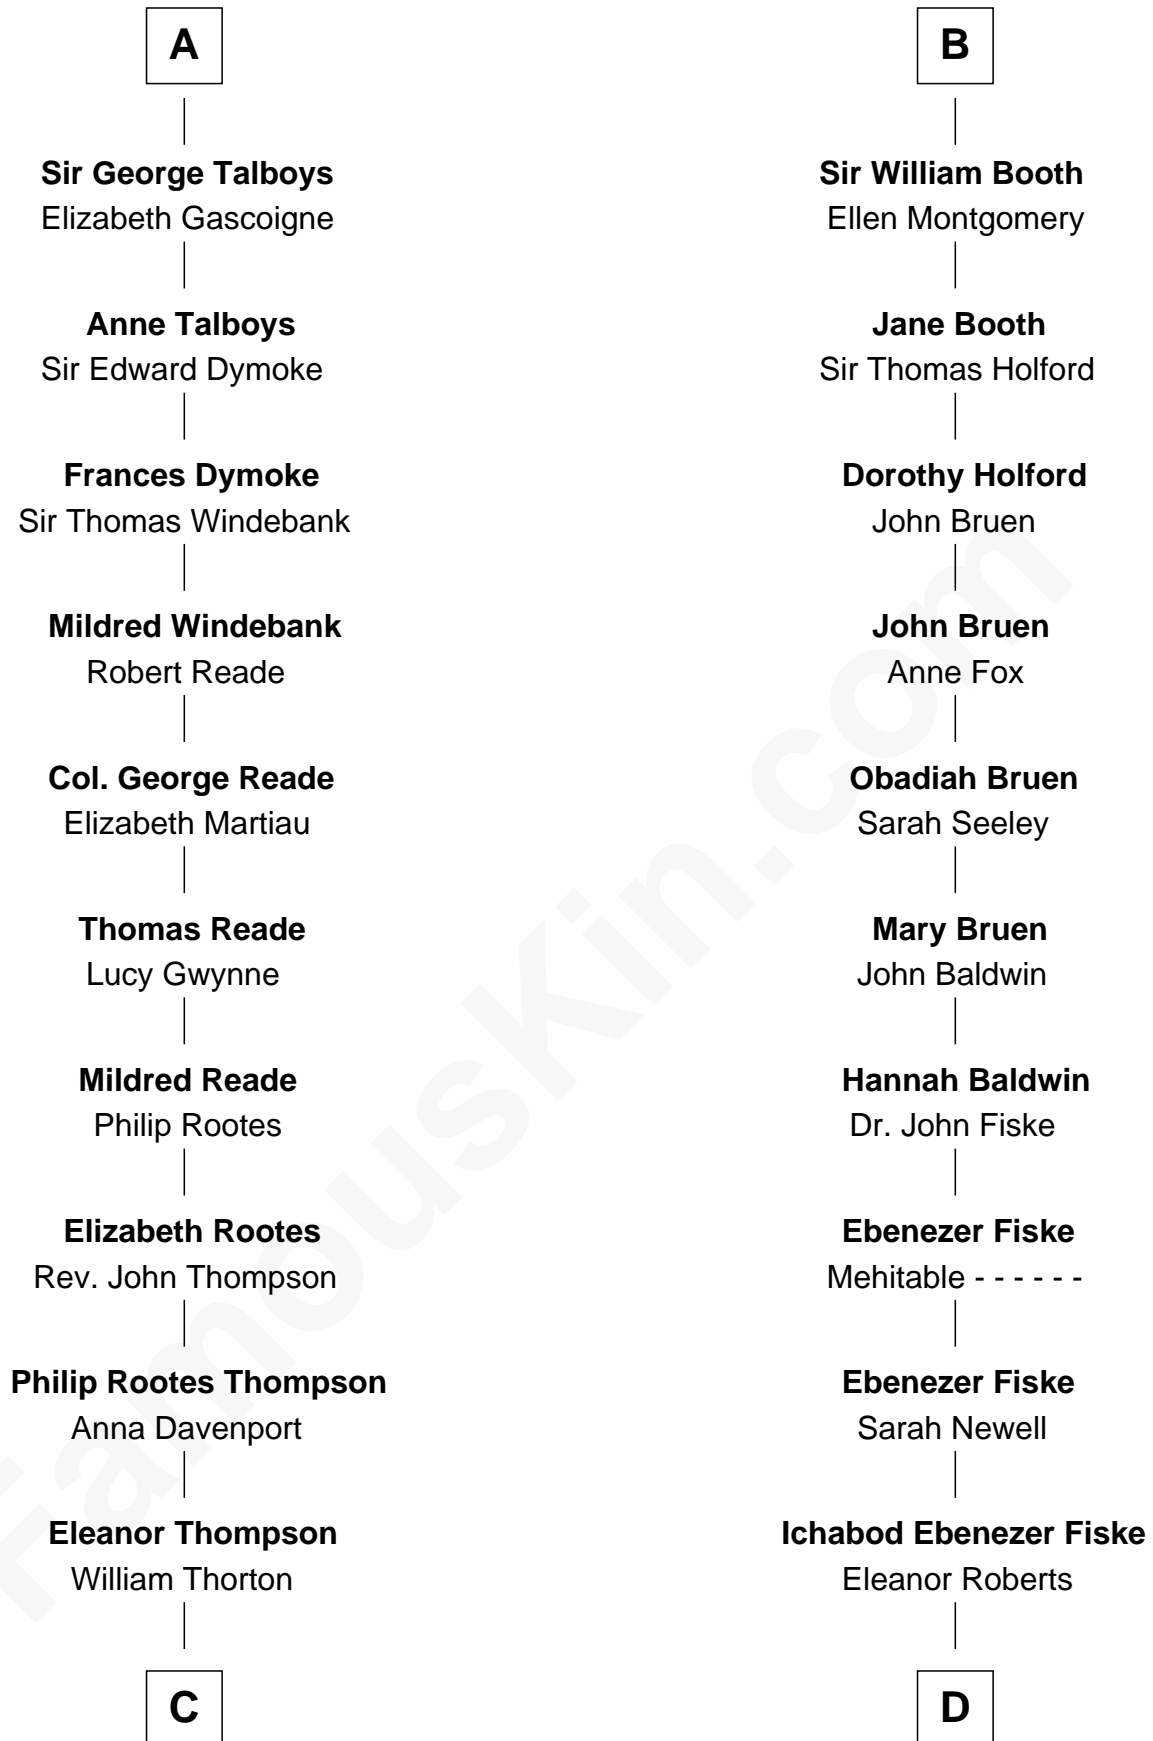 A
Sir George Talboys
Elizabeth Gascoigne
Anne Talboys
Sir Edward Dymoke
Frances Dymoke
Sir Thomas Windebank
Mildred Windebank
Robert Reade
Col. George Reade
Elizabeth Martiau
Thomas Reade
Lucy Gwynne
Mildred Reade
Philip Rootes
Elizabeth Rootes
Rev. John Thompson
Philip Rootes Thompson
Anna Davenport
Eleanor Thompson
William Thorton
C
B
Sir William Booth
Ellen Montgomery
Jane Booth
Sir Thomas Holford
Dorothy Holford
John Bruen
John Bruen
Anne Fox
Obadiah Bruen
Sarah Seeley
Mary Bruen
John Baldwin
Hannah Baldwin
Dr. John Fiske
Ebenezer Fiske
Mehitable - - - - - -
Ebenezer Fiske
Sarah Newell
Ichabod Ebenezer Fiske
Eleanor Roberts
D
FamousKin.com